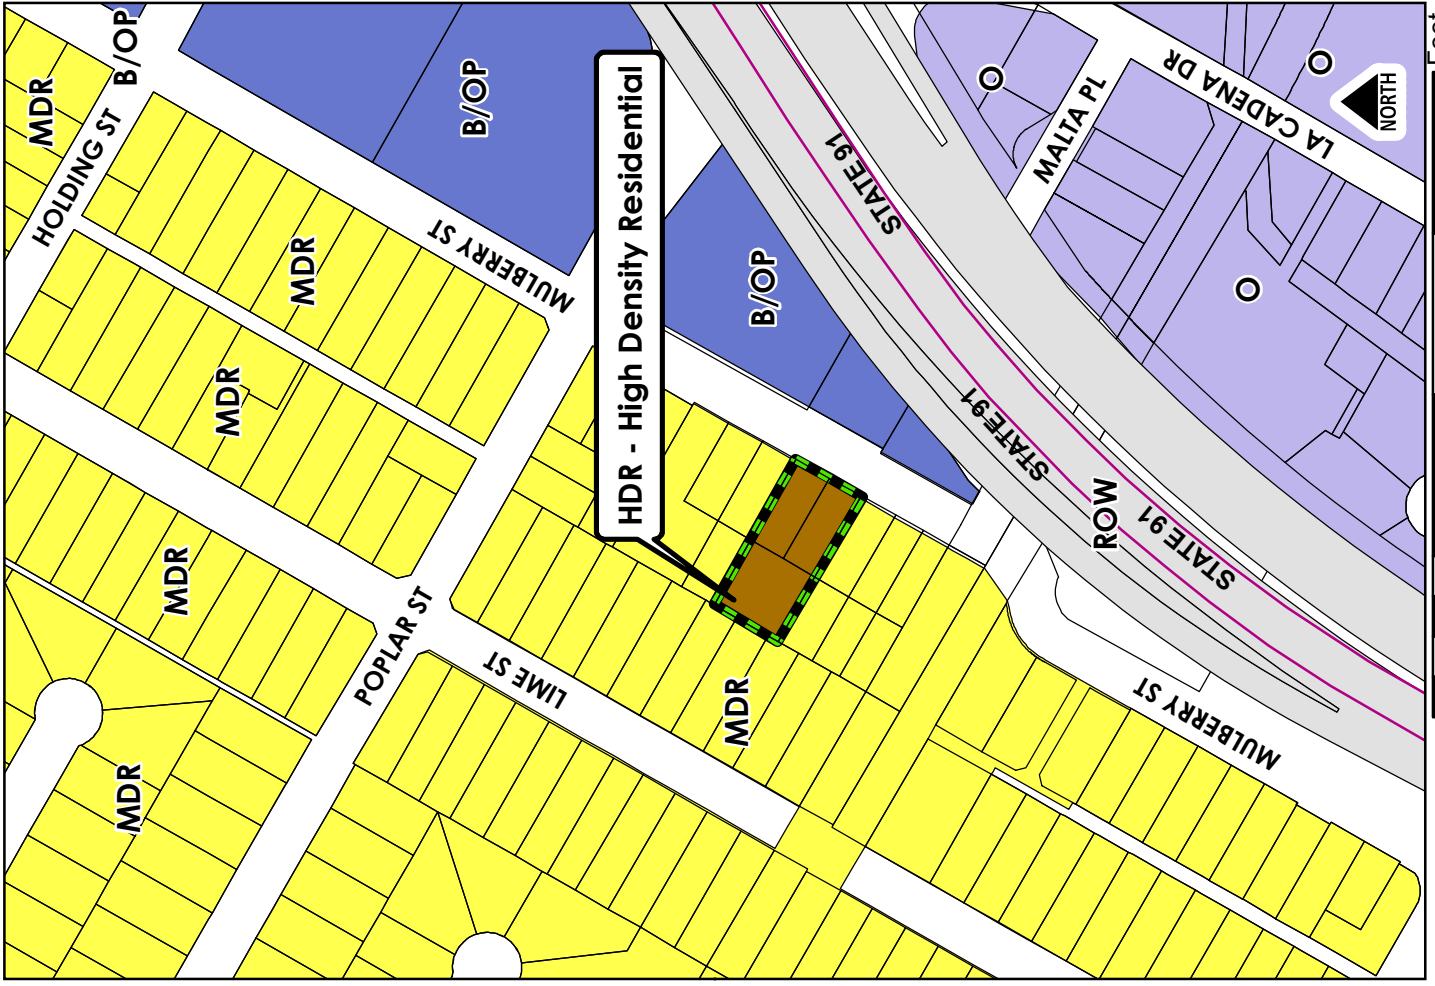 MDR
B/OP
HOLDING ST
B/OP
MDR
MULBERRY ST
MDR
HDR - High Density Residential
B/OP
STATE 91
O
MALTA PL
LA CADENA DR
O
NORTH
O
MDR
POPLAR ST
LIME ST
MDR
MDR
STATE 91
ROW
STATE 91
MULBERRY ST